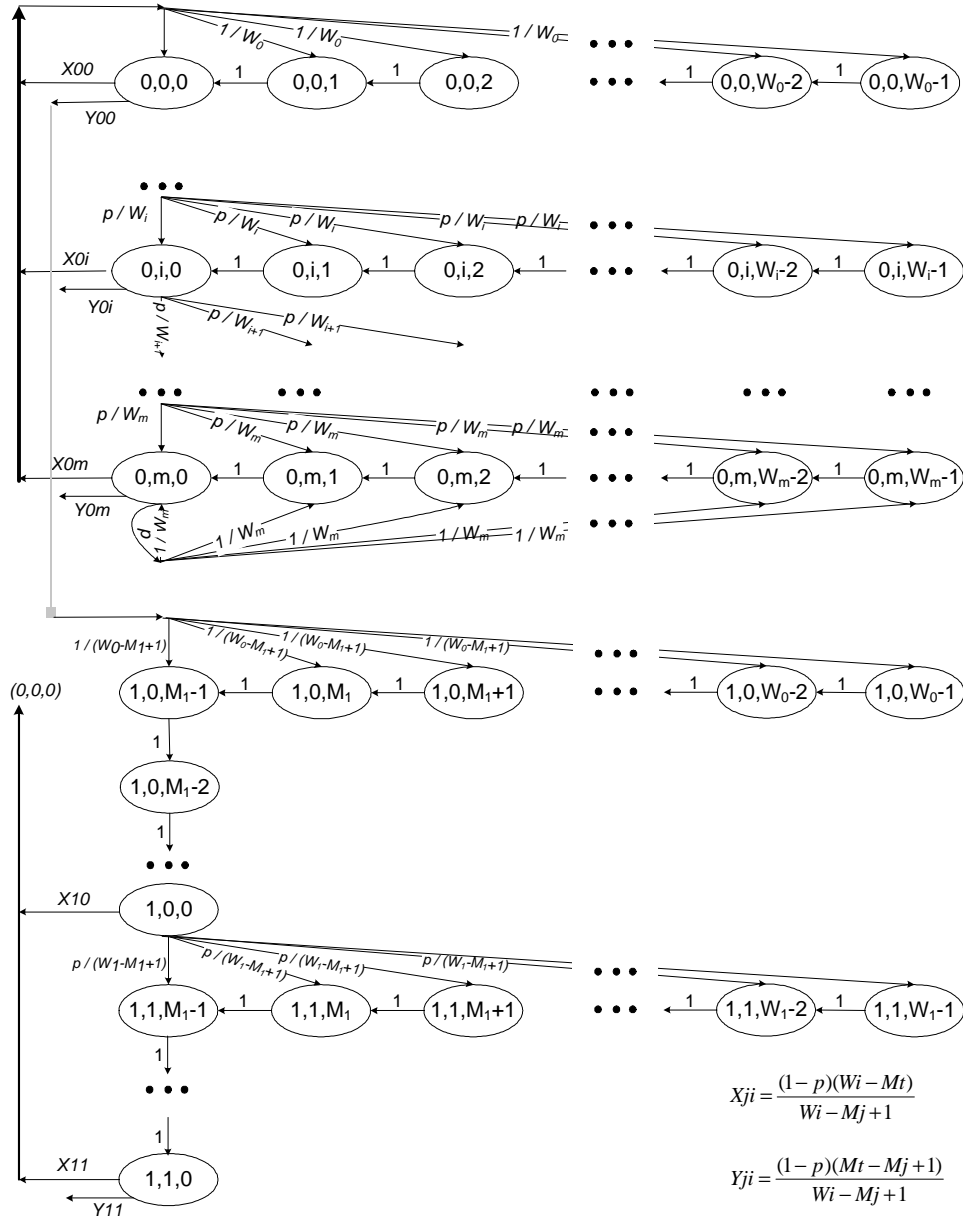 1 / W₀ 1 / W₀ 1 / W₀
X00 0,0,0 1 0,0,1 1 0,0,2 1 0,0,W₀-2 1 0,0,W₀-1
Y00
p / Wᵢ p / Wᵢ p / Wᵢ p / Wᵢ p / Wᵢ
X0i 0,i,0 1 0,i,1 1 0,i,2 1 1 0,i,Wᵢ-2 1 0,i,Wᵢ-1
Y0i
p / Wᵢ₊₁ p / Wᵢ₊₁ p / Wᵢ₊₁
p / Wₘ p / Wₘ p / Wₘ p / Wₘ p / Wₘ
X0m 0,m,0 1 0,m,1 1 0,m,2 1 1 0,m,Wₘ-2 1 0,m,Wₘ-1
Y0m
p 1 / Wₘ 1 / Wₘ 1 / Wₘ 1 / Wₘ 1 / Wₘ
1/(W0-M1+1) 1/(W₀-M₁+1) 1/(W₀-M₁+1) 1/(W₀-M₁+1)
(0,0,0) 1,0,M₁-1 1 1,0,M₁ 1 1,0,M₁+1 1 1,0,W₀-2 1 1,0,W₀-1
1
1,0,M₁-2
1
X10 1,0,0
p/(W1-M1+1) p/(W₁-M₁+1) p/(W₁-M₁+1) p/(W₁-M₁+1)
1,1,M₁-1 1 1,1,M₁ 1 1,1,M₁+1 1 1,1,W₁-2 1 1,1,W₁-1
1
1
X11 1,1,0
Y11
Xji = (1-p)(Wi-Mt) / Wi-Mj+1
Yji = (1-p)(Mt-Mj+1) / Wi-Mj+1